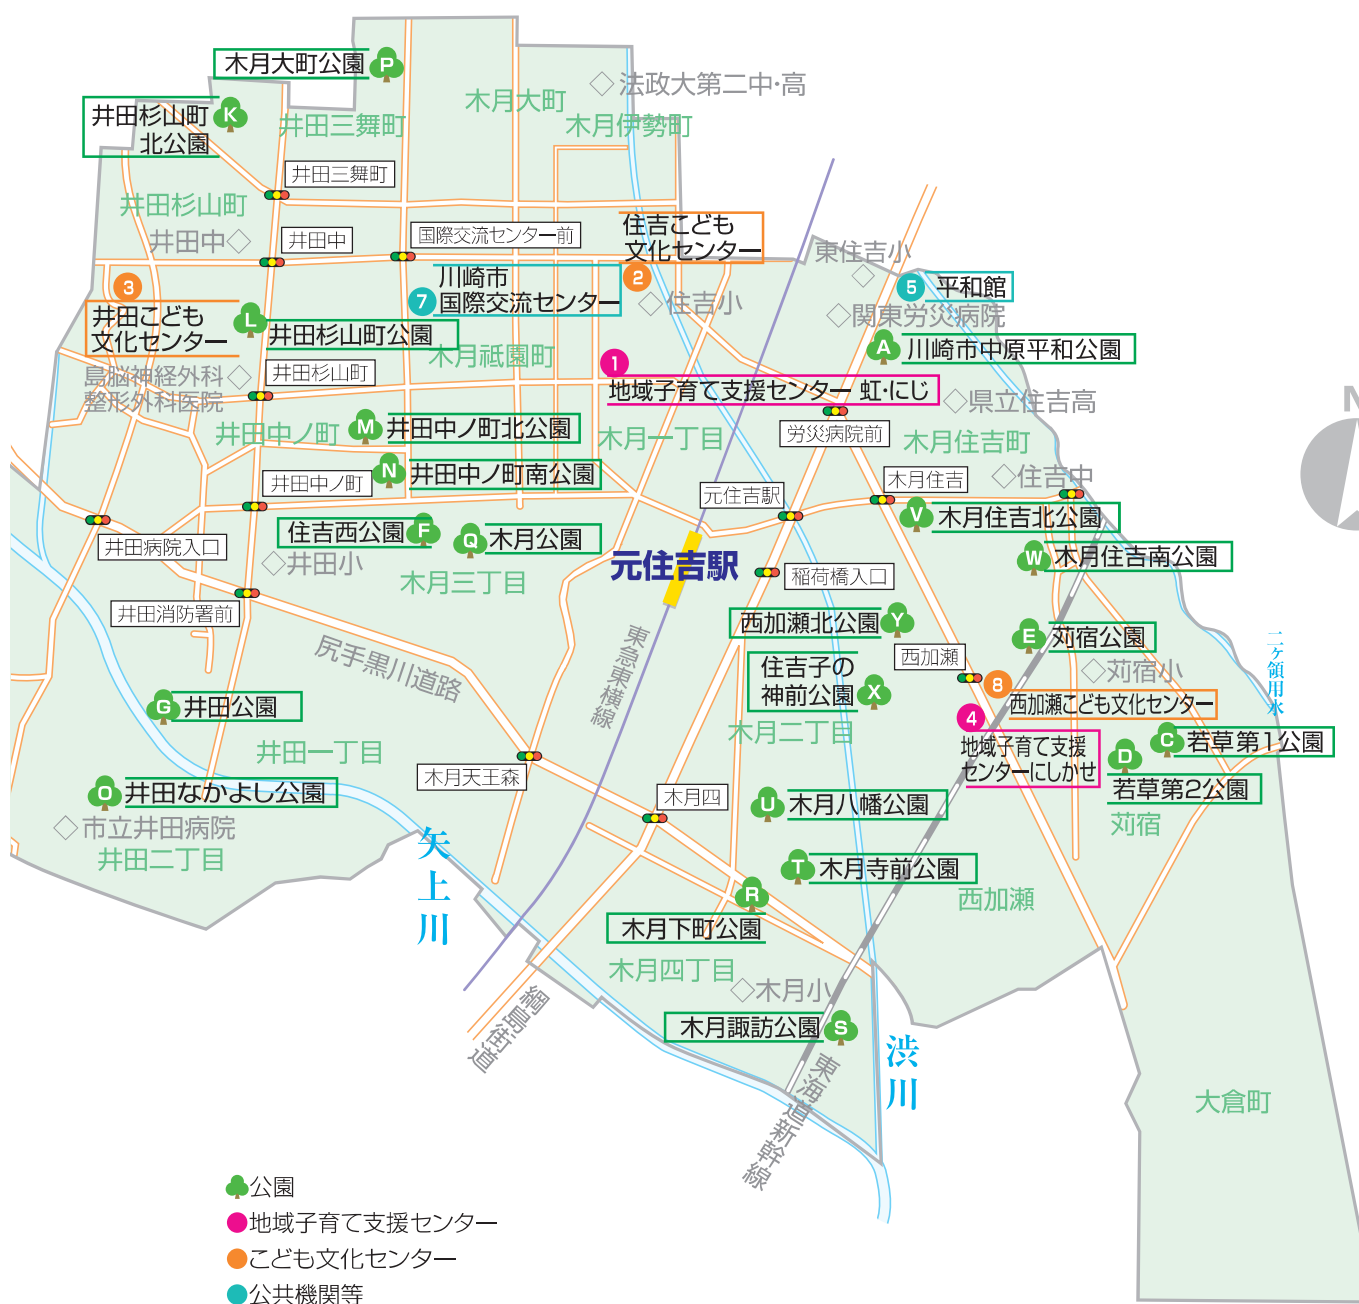 木月大町公園
P
法政大第二中・高
木月大町
井田杉山町
北公園
K
井田三舞町
木月伊勢町
井田三舞町
井田杉山町
井田中
井田中
国際交流センター前
住吉こども
文化センター
2
住吉小
東住吉小
5
平和館
関東労災病院
3
井田こども
文化センター
L
井田杉山町公園
7
川崎市
国際交流センター
木月祗園町
1
地域子育て支援センター 虹・にじ
A
川崎市中原平和公園
島脳神経外科
整形外科医院
井田杉山町
県立住吉高
井田中ノ町
M
井田中ノ町北公園
木月一丁目
労災病院前
木月住吉町
N
井田中ノ町南公園
井田中ノ町
元住吉駅
木月住吉
住吉中
井田病院入口
住吉西公園
F
Q
木月公園
V
木月住吉北公園
井田小
木月三丁目
元住吉駅
稲荷橋入口
W
木月住吉南公園
井田消防署前
尻手黒川道路
東急東横線
西加瀬北公園
Y
西加瀬
E
苅宿公園
二ヶ領用水
住吉子の
神前公園
X
苅宿小
8
西加瀬こども文化センター
G
井田公園
木月二丁目
4
地域子育て支援
センターにしかせ
D
若草第2公園
C
若草第1公園
井田一丁目
木月天王森
木月四
O
井田なかよし公園
U
木月八幡公園
苅宿
市立井田病院
井田二丁目
矢上川
T
木月寺前公園
西加瀬
R
木月下町公園
木月四丁目
木月小
綱島街道
木月諏訪公園
S
渋川
東海道新幹線
大倉町
N
公園
地域子育て支援センター
こども文化センター
公共機関等